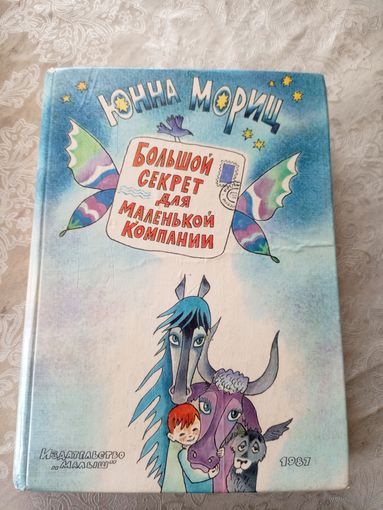 Юнна Мориц
Большой
секрет
для
маленькой
компании
Издательство
„Малыш“
1987